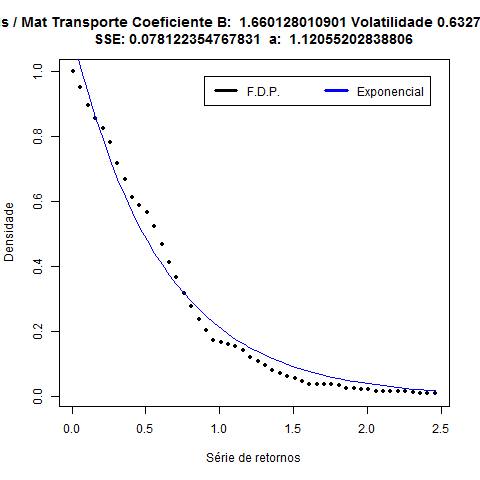 / Mat Transporte Coeficiente B: 1.660128010901 Volatilidade
SSE: 0.078122354767831 a: 1.12055202838806
F.D.P. Exponencial
1.0
0.8
0.6
0.4
0.2
0.0
Densidade
0.0 0.5 1.0 1.5 2.0 2.5
Série de retornos